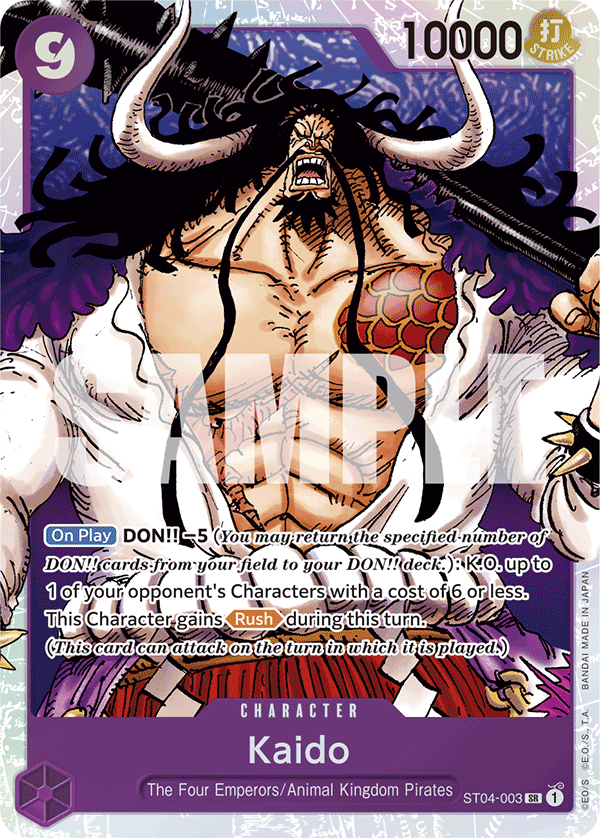 9
10000
打
STRIKE
SAMPLE
On Play DON!! −5 (You may return the specified number of
DON!! cards from your field to your DON!! deck.): K.O. up to
1 of your opponent's Characters with a cost of 6 or less.
This Character gains Rush during this turn.
(This card can attack on the turn in which it is played.)
CHARACTER
Kaido
The Four Emperors/Animal Kingdom Pirates
ST04-003 SR 1
©E.O/S ©E.O./S, T.A. BANDAI MADE IN JAPAN